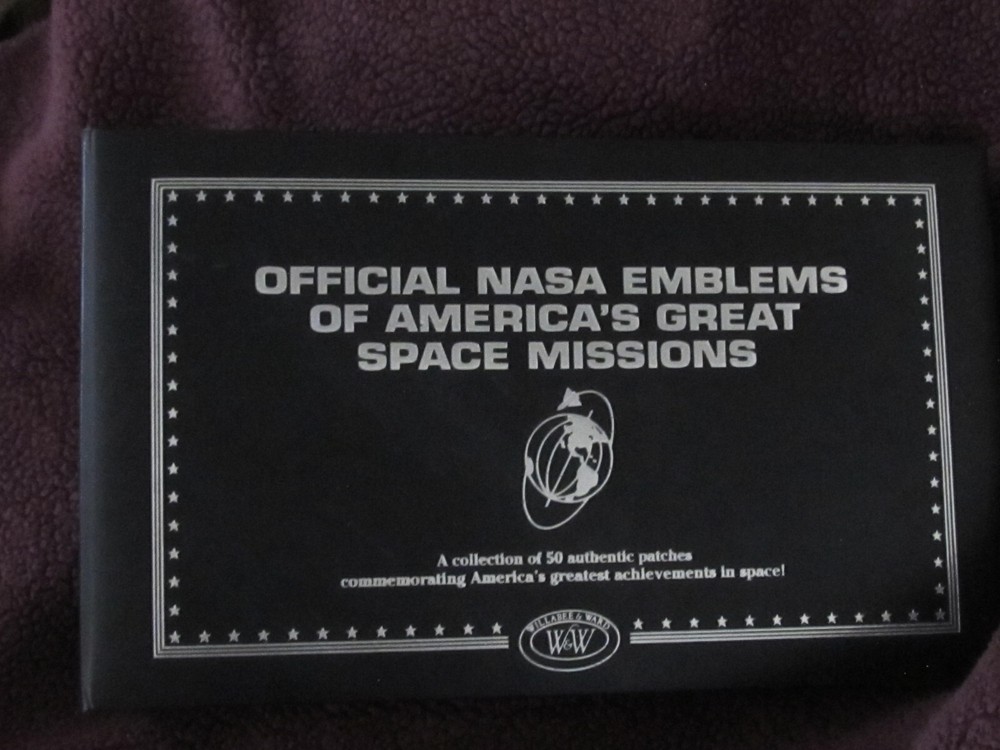 OFFICIAL NASA EMBLEMS
OF AMERICA'S GREAT
SPACE MISSIONS
A collection of 50 authentic patches
commemorating America's greatest achievements in space!
WILLABEE & WARD
W&W